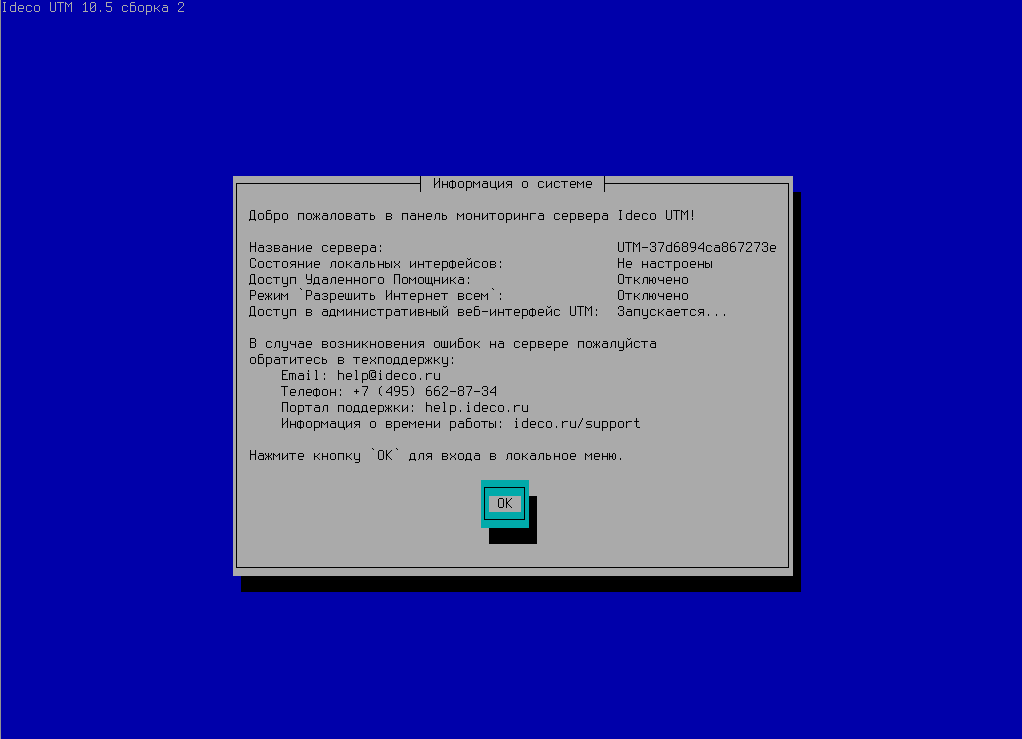 Ideco UTM 10.5 сборка 2
Информация о системе
Добро пожаловать в панель мониторинга сервера Ideco UTM!
Название сервера: UTM-37d6894ca867273e
Состояние локальных интерфейсов: Не настроены
Доступ Удаленного Помощника: Отключено
Режим `Разрешить Интернет всем`: Отключено
Доступ в административный веб-интерфейс UTM: Запускается...
В случае возникновения ошибок на сервере пожалуйста
обратитесь в техподдержку:
Email: help@ideco.ru
Телефон: +7 (495) 662-87-34
Портал поддержки: help.ideco.ru
Информация о времени работы: ideco.ru/support
Нажмите кнопку `OK` для входа в локальное меню.
OK